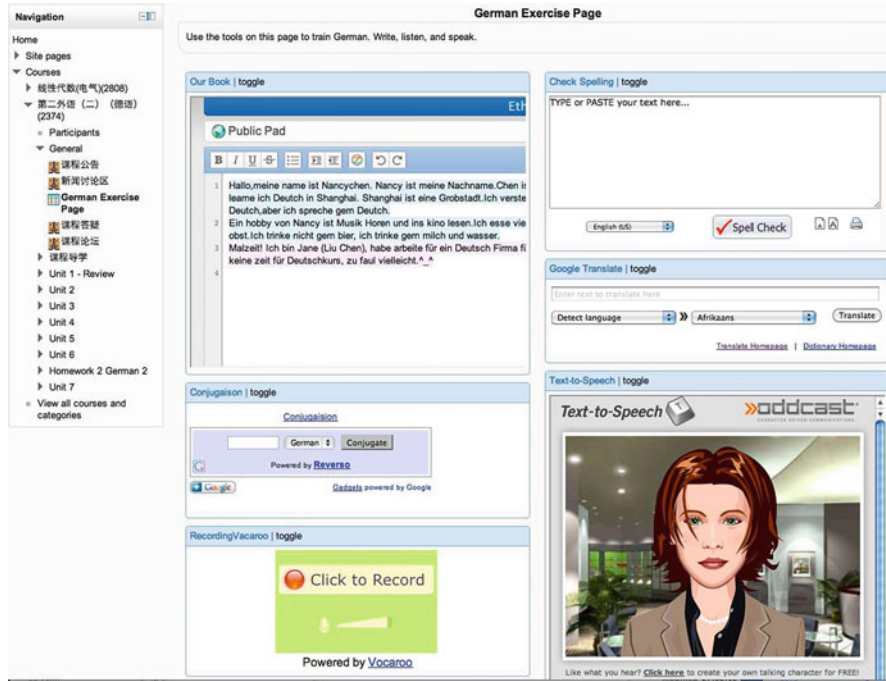 German Exercise Page
Use the tools on this page to train German. Write, listen, and speak.
Navigation
Home
Site pages
Courses
线性代数(电气)(2808)
第二外语（二）（德语）
(2374)
Participants
General
课程公告
新闻讨论区
German Exercise
Page
课程答疑
课程论坛
课程导学
Unit 1 - Review
Unit 2
Unit 3
Unit 4
Unit 5
Unit 6
Homework 2 German 2
Unit 7
View all courses and
categories
Our Book | toggle
Eth
Public Pad
B I U S
1 Hallo,meine name ist Nancychen. Nancy ist meine Nachname.Chen is
learne ich Deutch in Shanghai. Shanghai ist eine Grobstadt.Ich verste
Deutch,aber ich spreche gern Deutch.
2 Ein hobby von Nancy ist Musik Horen und ins kino lesen.Ich esse vie
obst.Ich trinke nicht gern bier, ich trinke gern milch und wasser.
3 Malzeit! Ich bin Jane (Liu Chen), habe arbeite für ein Deutsch Firma f
keine zeit für Deutschkurs, zu faul vielleicht.^_^
4
Conjugaison | toggle
Conjugaision
German Conjugate
Powered by Reverso
Google Gadgets powered by Google
RecordingVacaroo | toggle
Click to Record
Powered by Vocaroo
Check Spelling | toggle
TYPE or PASTE your text here...
English (US) Spell Check A A
Google Translate | toggle
Enter text to translate here
Detect language » Afrikaans Translate
Translate Homepage | Dictionary Homepage
Text-to-Speech | toggle
Text-to-Speech T oddcast
CHARACTER DRIVEN COMMUNICATIONS
Like what you hear? Click here to create your own talking character for FREE!